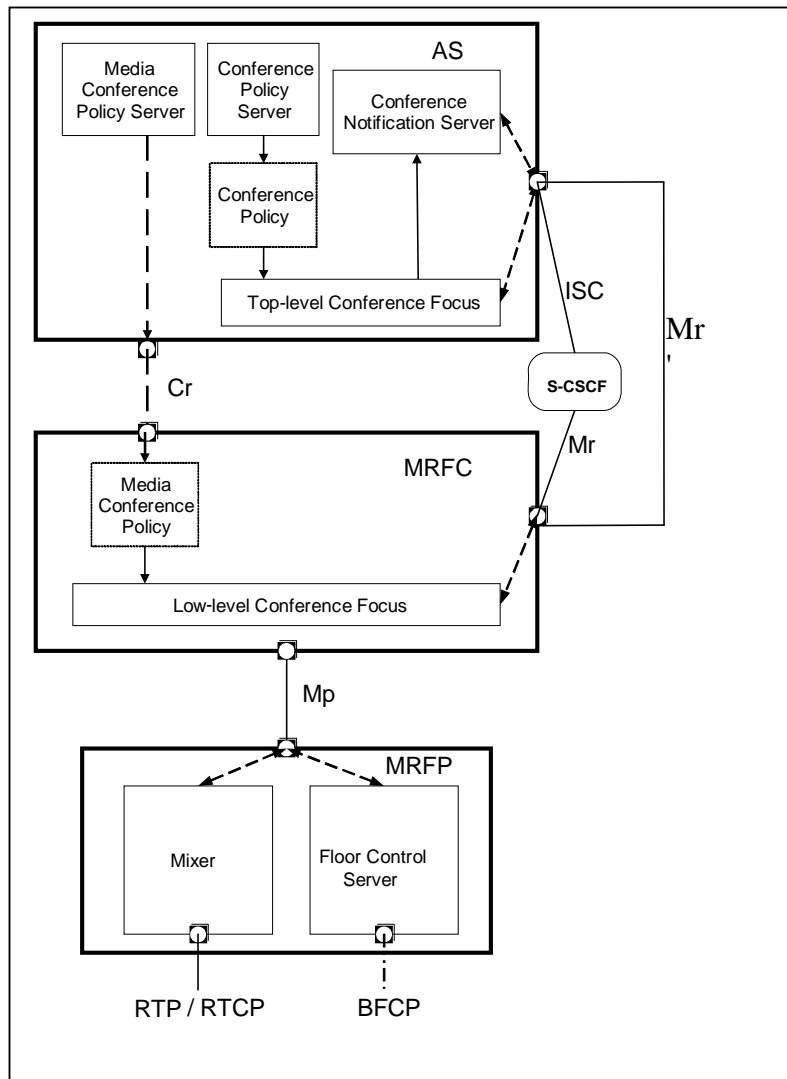 AS
Media
Conference
Policy Server
Conference
Policy
Server
Conference
Notification Server
Conference
Policy
Top-level Conference Focus
ISC
Mr
'
S-CSCF
Cr
Mr
MRFC
Media
Conference
Policy
Low-level Conference Focus
Mp
MRFP
Mixer
Floor Control
Server
RTP / RTCP
BFCP